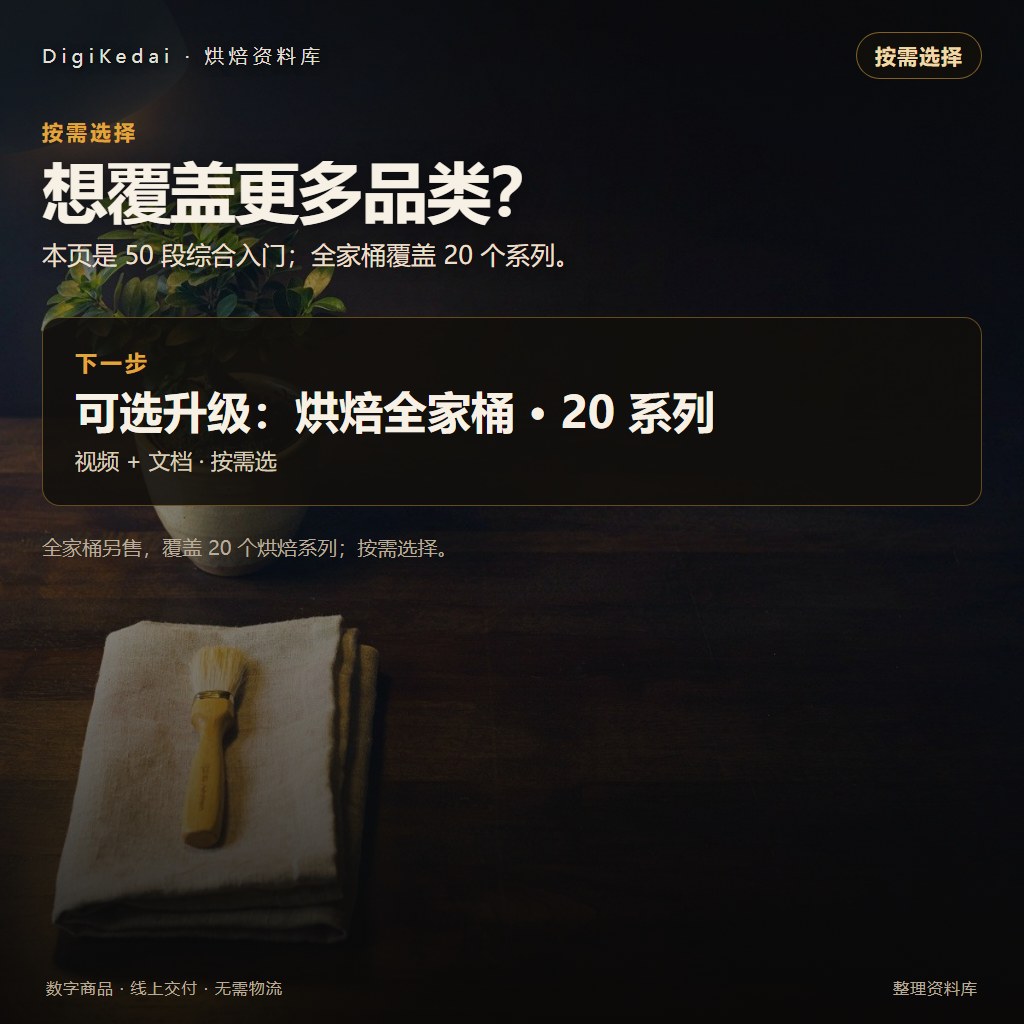 DigiKedai · 烘焙资料库
按需选择
按需选择
想覆盖更多品类？
本页是 50 段综合入门；全家桶覆盖 20 个系列。
下一步
可选升级：烘焙全家桶 · 20 系列
视频 + 文档 · 按需选
全家桶另售，覆盖 20 个烘焙系列；按需选择。
数字商品 · 线上交付 · 无需物流
整理资料库